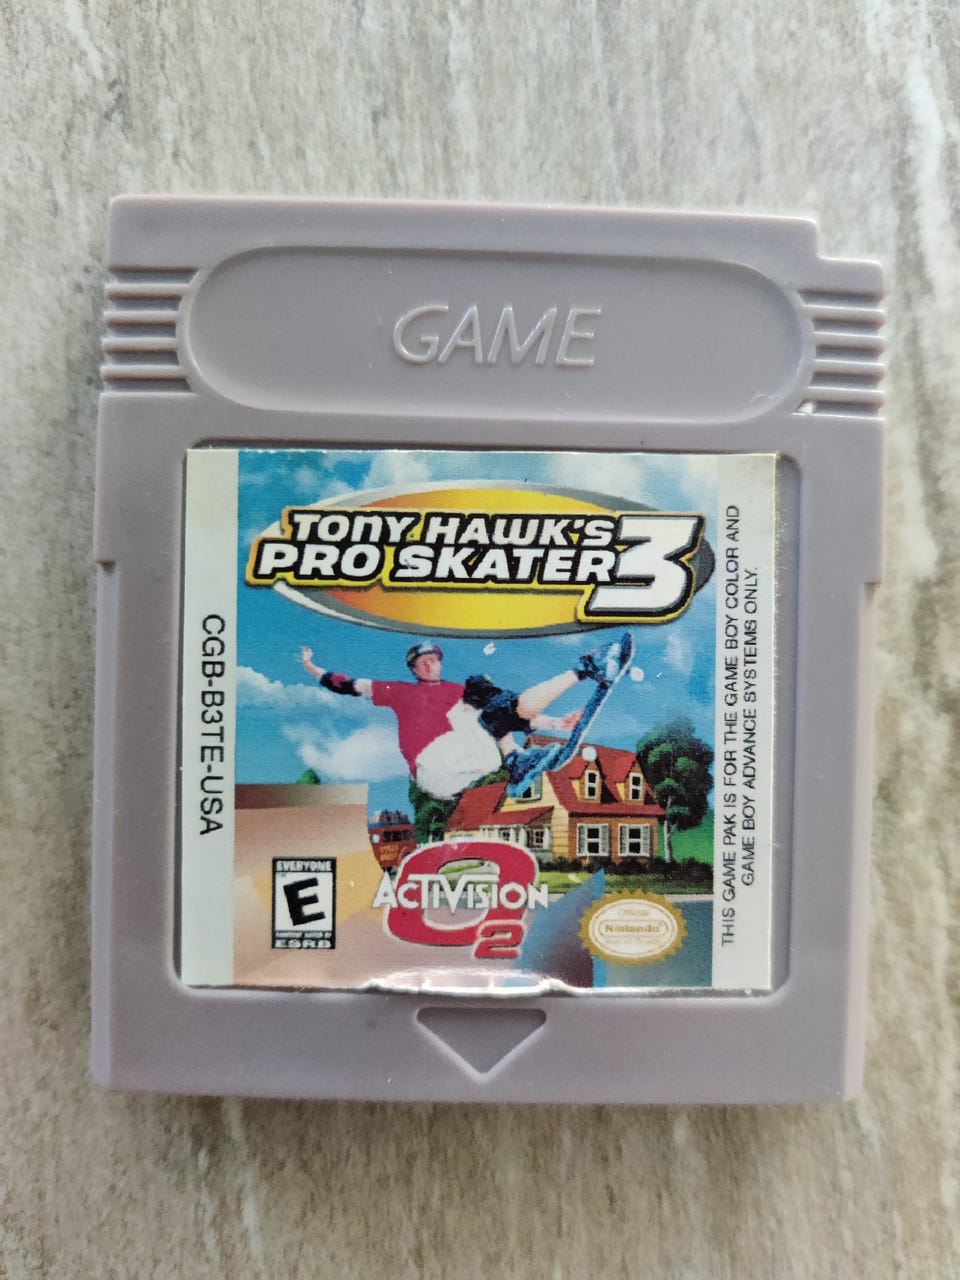 GAME
TONY HAWK'S
PRO SKATER 3
CGB-B3TE-USA
THIS GAME PAK IS FOR THE GAME BOY COLOR AND
GAME BOY ADVANCE SYSTEMS ONLY.
EVERYONE
E
ESRB
ACTIVISION
O2
Official
Nintendo